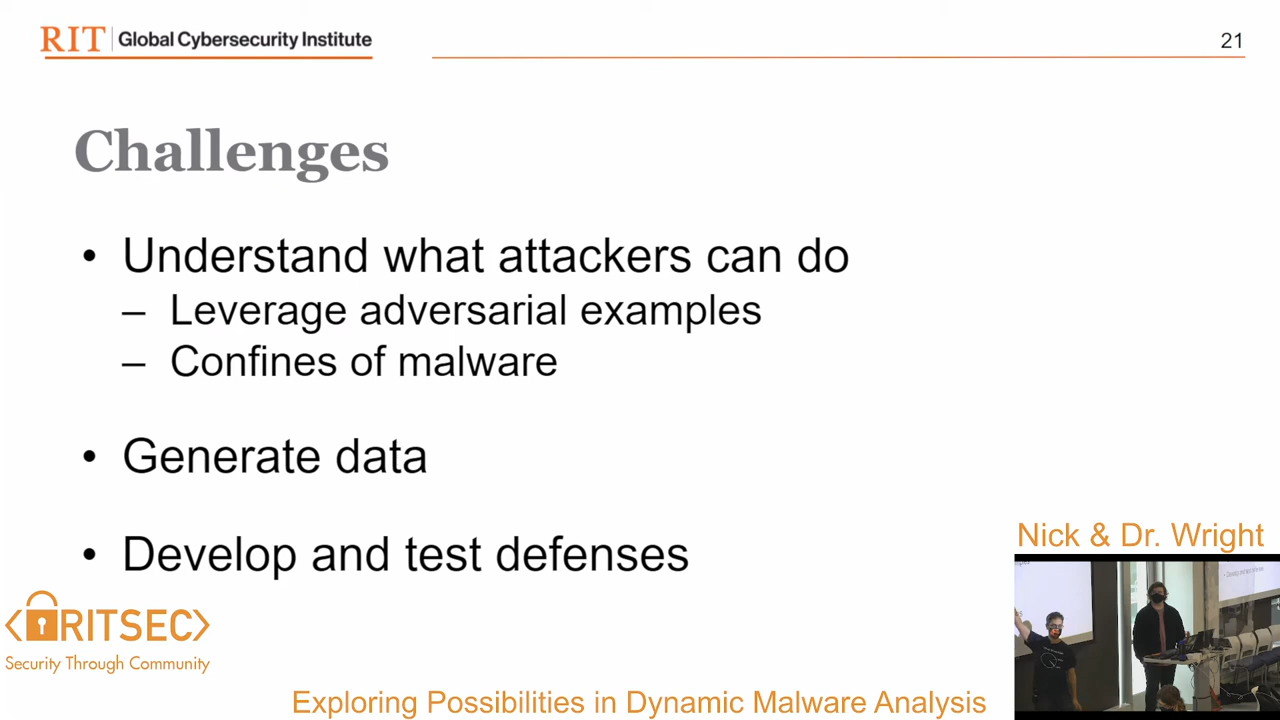 RIT Global Cybersecurity Institute
21
Challenges
• Understand what attackers can do
– Leverage adversarial examples
– Confines of malware
• Generate data
• Develop and test defenses
Nick & Dr. Wright
RITSEC
Security Through Community
Exploring Possibilities in Dynamic Malware Analysis